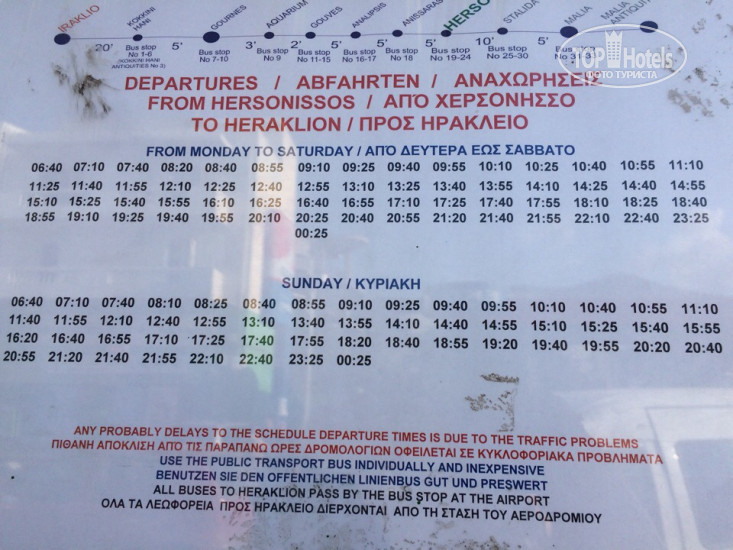 IRAKLIO KOKKINI HANI GOURNES AQUARIUM GOUVES ANALIPSIS ANISSARAS HERSO STALIDA MALIA MALIA ANTIQUIT
20' 5' 5' 3' 3' 3' 5' 10' 5'
Bus stop No 1-6 (KOKKINI HANI ANTIQUITIES No 3) Bus stop No 7-10 Bus stop No 9 Bus stop No 11-15 Bus stop No 16-17 Bus stop No 18 Bus stop No 19-24 Bus stop No 25-30 Bus stop
TOPHotels
ФОТО ТУРИСТА
DEPARTURES / ABFAHRTEN / ΑΝΑΧΩΡΗΣΕΙΣ
FROM HERSONISSOS / ΑΠΌ ΧΕΡΣΟΝΗΣΣΟ
TO HERAKLION / ΠΡΟΣ ΗΡΑΚΛΕΙΟ
FROM MONDAY TO SATURDAY / ΑΠΌ ΔΕΥΤΕΡΑ ΕΩΣ ΣΑΒΒΑΤΟ
06:40 07:10 07:40 08:20 08:40 08:55 09:10 09:25 09:40 09:55 10:10 10:25 10:40 10:55 11:10
11:25 11:40 11:55 12:10 12:25 12:40 12:55 13:10 13:25 13:40 13:55 14:10 14:25 14:40 14:55
15:10 15:25 15:40 15:55 16:10 16:25 16:40 16:55 17:10 17:25 17:40 17:55 18:10 18:25 18:40
18:55 19:10 19:25 19:40 19:55 20:10 20:25 20:40 20:55 21:20 21:40 21:55 22:10 22:40 23:25
00:25
SUNDAY / ΚΥΡΙΑΚΗ
06:40 07:10 07:40 08:10 08:25 08:40 08:55 09:10 09:25 09:40 09:55 10:10 10:40 10:55 11:10
11:40 11:55 12:10 12:40 12:55 13:10 13:40 13:55 14:10 14:40 14:55 15:10 15:25 15:40 15:55
16:20 16:40 16:55 17:10 17:25 17:40 17:55 18:20 18:40 18:55 19:20 19:40 19:55 20:20 20:40
20:55 21:20 21:40 21:55 22:10 22:40 23:25 00:25
ANY PROBABLY DELAYS TO THE SCHEDULE DEPARTURE TIMES IS DUE TO THE TRAFFIC PROBLEMS
ΠΙΘΑΝΗ ΑΠΟΚΛΙΣΗ ΑΠΌ ΤΙΣ ΠΑΡΑΠΑΝΩ ΩΡΕΣ ΔΡΟΜΟΛΟΓΙΩΝ ΟΦΕΙΛΕΤΑΙ ΣΕ ΚΥΚΛΟΦΟΡΙΑΚΑ ΠΡΟΒΛΗΜΑΤΑ
USE THE PUBLIC TRANSPORT BUS INDIVIDUALLY AND INEXPENSIVE
BENUTZEN SIE DEN OFFENTLICHEN LINIENBUS GUT UND PRESWERT
ALL BUSES TO HERAKLION PASS BY THE BUS STOP AT THE AIRPORT
ΟΛΑ ΤΑ ΛΕΩΦΟΡΕΙΑ ΠΡΟΣ ΗΡΑΚΛΕΙΟ ΔΙΕΡΧΟΝΤΑΙ ΑΠΌ ΤΗ ΣΤΑΣΗ ΤΟΥ ΑΕΡΟΔΡΟΜΙΟΥ